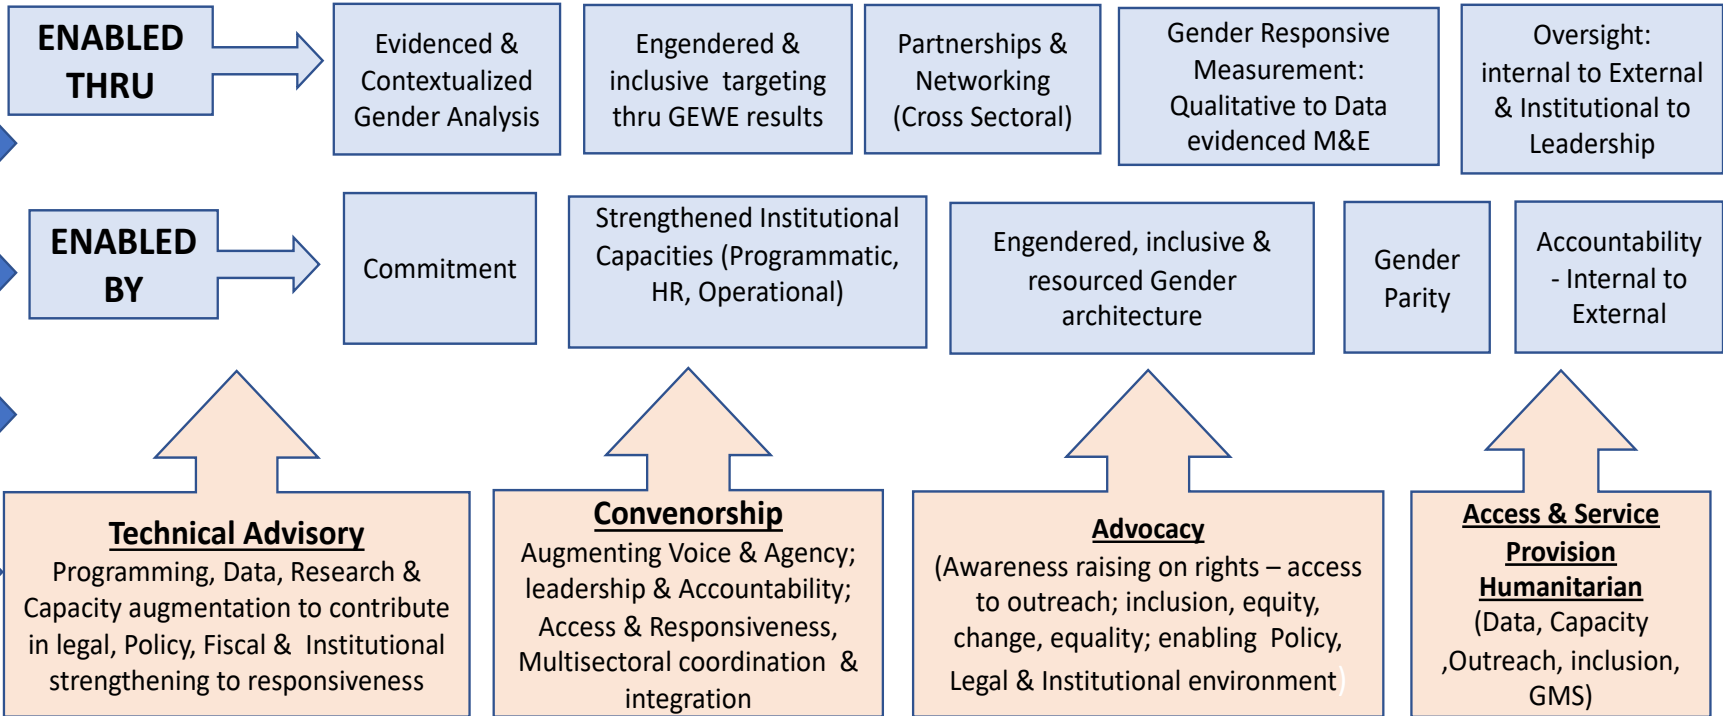 ENABLED
THRU
Evidenced &
Contextualized
Gender Analysis
Engendered &
inclusive targeting
thru GEWE results
Partnerships &
Networking
(Cross Sectoral)
Gender Responsive
Measurement:
Qualitative to Data
evidenced M&E
Oversight:
internal to External
& Institutional to
Leadership
ENABLED
BY
Commitment
Strengthened Institutional
Capacities (Programmatic,
HR, Operational)
Engendered, inclusive &
resourced Gender
architecture
Gender
Parity
Accountability
- Internal to
External
Technical Advisory
Programming, Data, Research &
Capacity augmentation to contribute
in legal, Policy, Fiscal & Institutional
strengthening to responsiveness
Convenorship
Augmenting Voice & Agency;
leadership & Accountability;
Access & Responsiveness,
Multisectoral coordination &
integration
Advocacy
(Awareness raising on rights – access
to outreach; inclusion, equity,
change, equality; enabling Policy,
Legal & Institutional environment)
Access & Service
Provision
Humanitarian
(Data, Capacity
,Outreach, inclusion,
GMS)